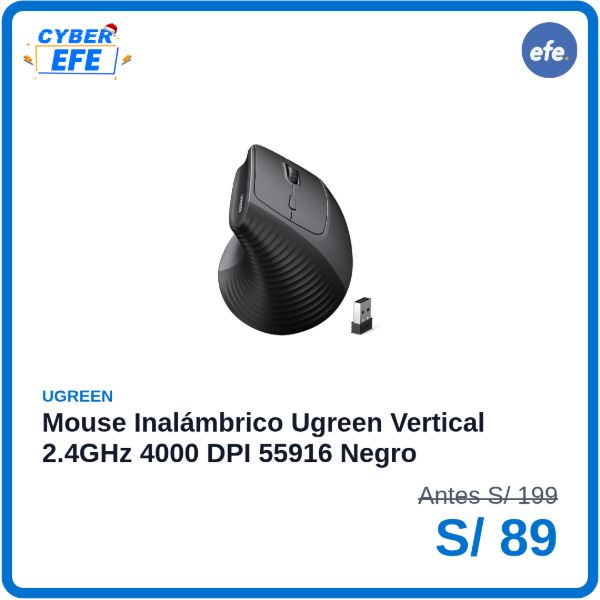 CYBER
EFE
efe.
UGREEN
Mouse Inalámbrico Ugreen Vertical
2.4GHz 4000 DPI 55916 Negro
Antes S/ 199
S/ 89